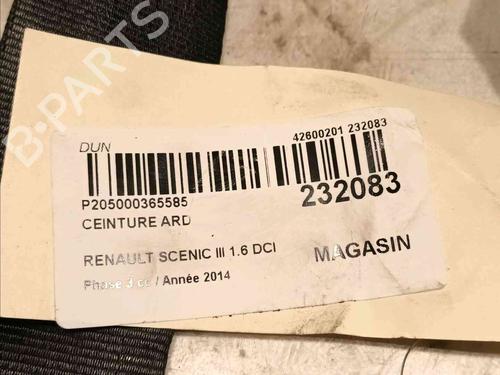 B-PARTS
DUN
42600201 232083
P205000365585
232083
CEINTURE ARD
RENAULT SCENIC III 1.6 DCI
MAGASIN
Phase 3 cc / Année 2014